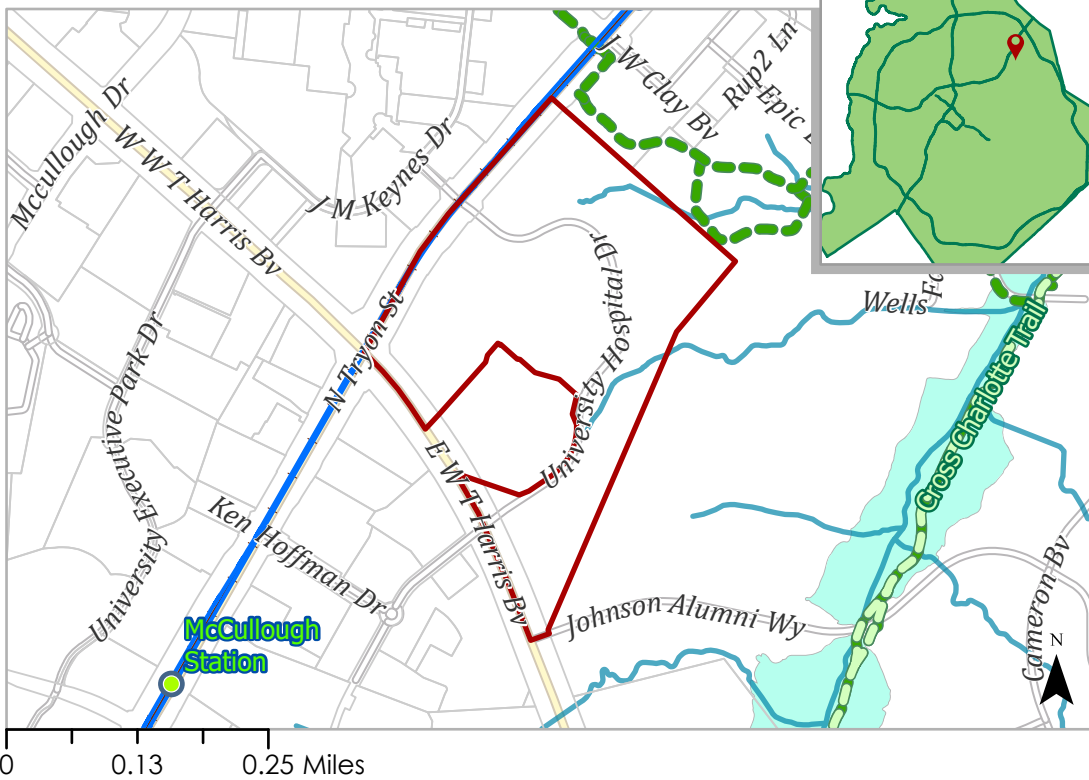 J W Clay Bv
Rup2 Ln
Epic
Mccullough Dr
W W T Harris Bv
J M Keynes Dr
University Hospital Dr
N Tryon St
Wells
Cross Charlotte Trail
University Executive Park Dr
E W T Harris Bv
Ken Hoffman Dr
Johnson Alumni Wy
Cameron Bv
McCullough
Station
N
0
0.13
0.25 Miles